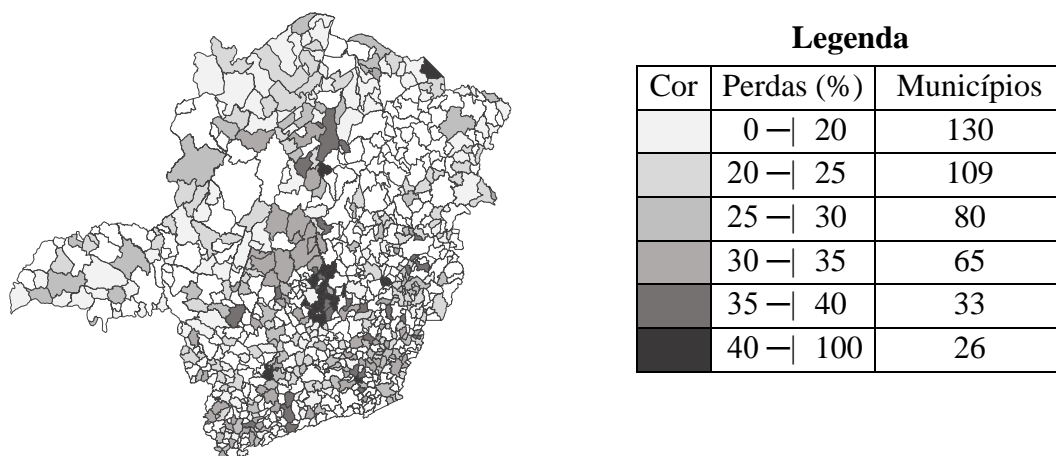 Legenda
Cor Perdas (%) Municípios
0 ─| 20 130
20 ─| 25 109
25 ─| 30 80
30 ─| 35 65
35 ─| 40 33
40 ─| 100 26